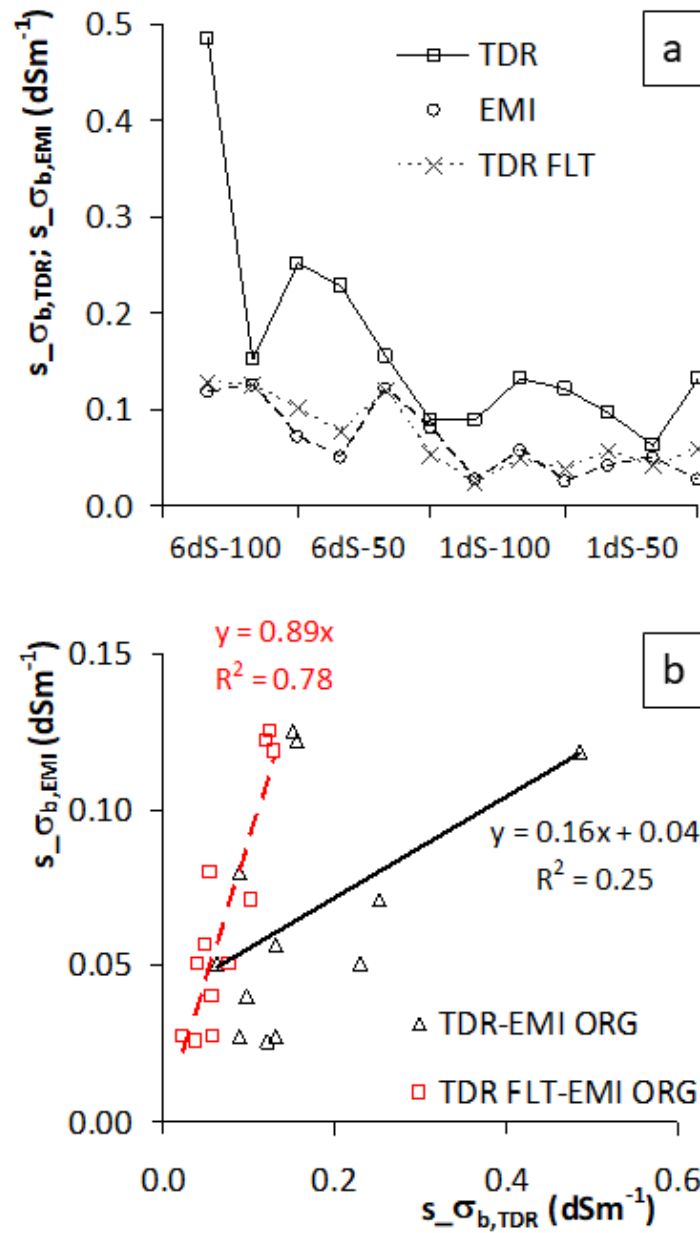 a
s_σb,TDR; s_σb,EMI (dSm⁻¹)
0.5
0.4
0.3
0.2
0.1
0.0
TDR
EMI
TDR FLT
6dS-100 6dS-50 1dS-100 1dS-50
b
s_σb,EMI (dSm⁻¹)
0.15
0.10
0.05
0.00
y = 0.89x
R² = 0.78
y = 0.16x + 0.04
R² = 0.25
TDR-EMI ORG
TDR FLT-EMI ORG
0.0 0.2 0.4 0.6
s_σb,TDR (dSm⁻¹)